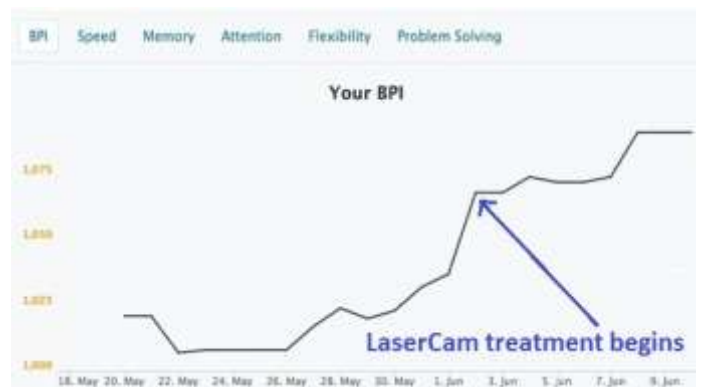 BPI Speed Memory Attention Flexibility Problem Solving
Your BPI
1,075
1,050
1,025
1,000
LaserCam treatment begins
18. May 20. May 22. May 24. May 26. May 28. May 30. May 1. Jun 3. Jun 5. Jun 7. Jun 9. Jun